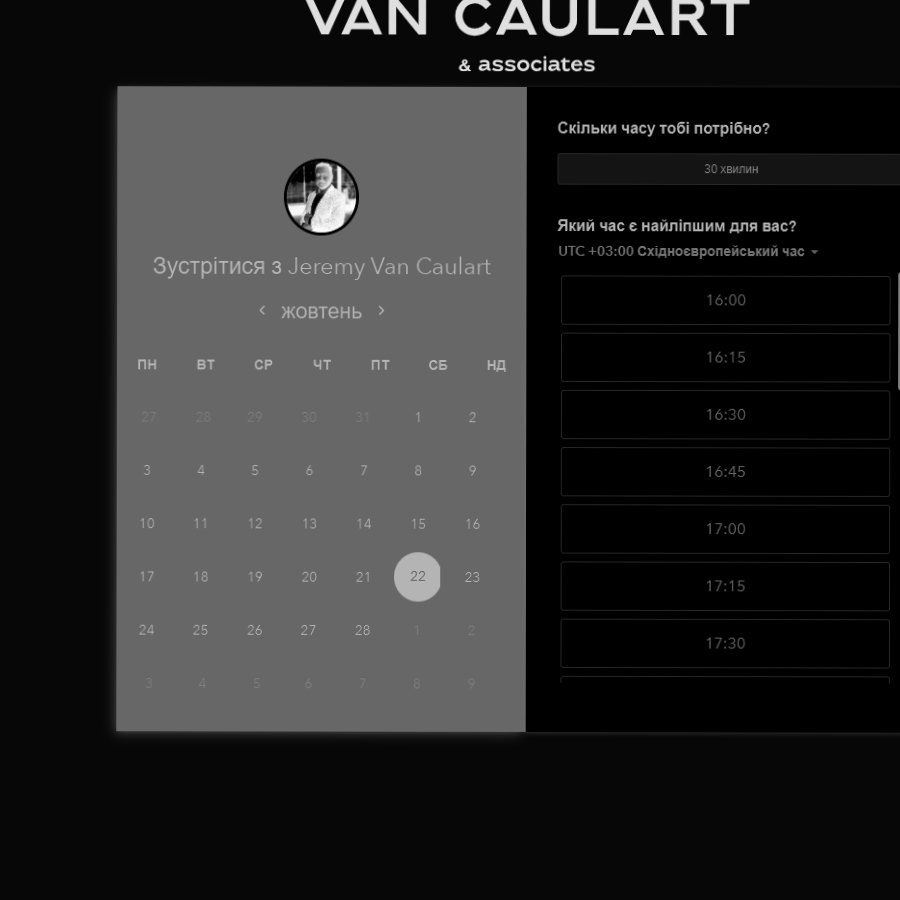 VAN CAULART
& associates
Зустрітися з Jeremy Van Caulart
жовтень
ПН ВТ СР ЧТ ПТ СБ НД
27 28 29 30 31 1 2
3 4 5 6 7 8 9
10 11 12 13 14 15 16
17 18 19 20 21 22 23
24 25 26 27 28 1 2
3 4 5 6 7 8 9
Скільки часу тобі потрібно?
30 хвилин
Який час є найліпшим для вас?
UTC +03:00 Східноєвропейський час
16:00
16:15
16:30
16:45
17:00
17:15
17:30